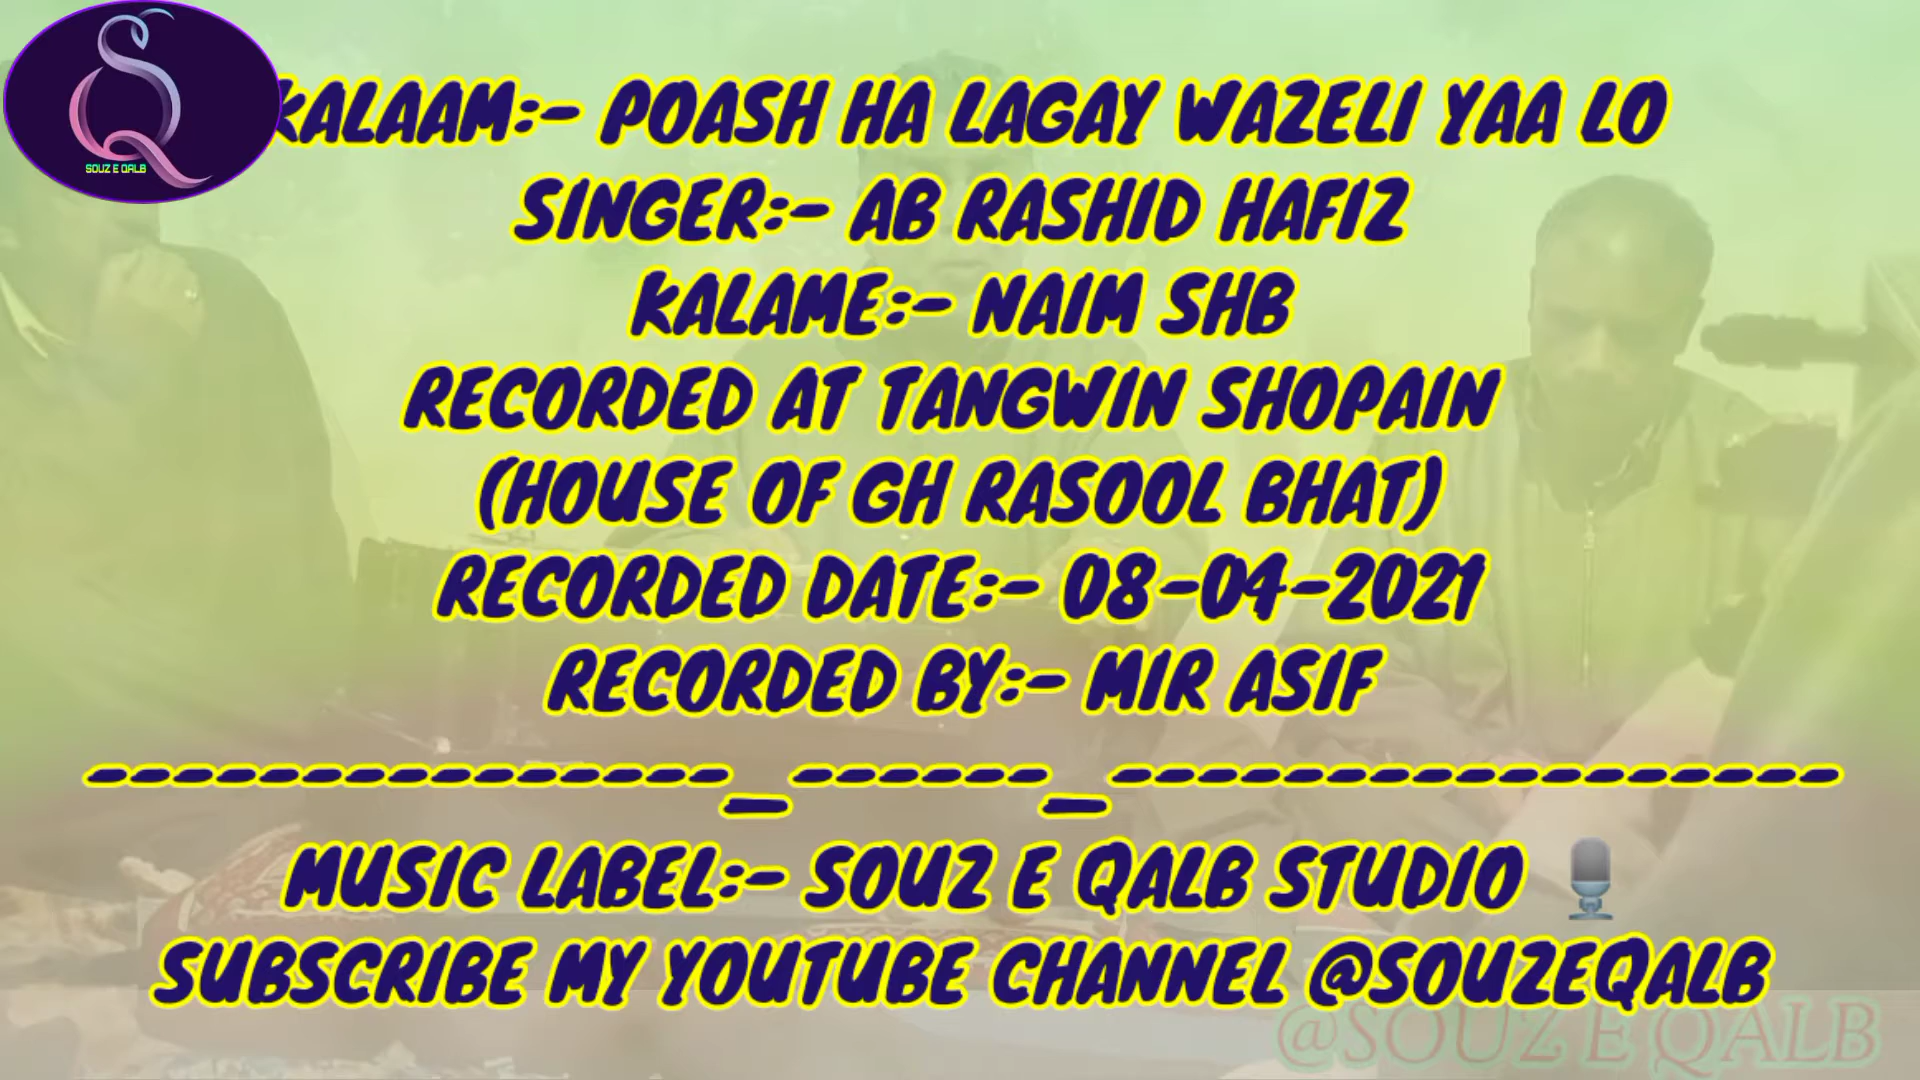 SOUZ E QALB
KALAAM:- POASH HA LAGAY WAZELI YAA LO
SINGER:- AB RASHID HAFIZ
KALAME:- NAIM SHB
RECORDED AT TANGWIN SHOPAIN
(HOUSE OF GH RASOOL BHAT)
RECORDED DATE:- 08-04-2021
RECORDED BY:- MIR ASIF
----------------_------_------------------
MUSIC LABEL:- SOUZ E QALB STUDIO 🎙
SUBSCRIBE MY YOUTUBE CHANNEL @SOUZEQALB
@SOUZ E QALB